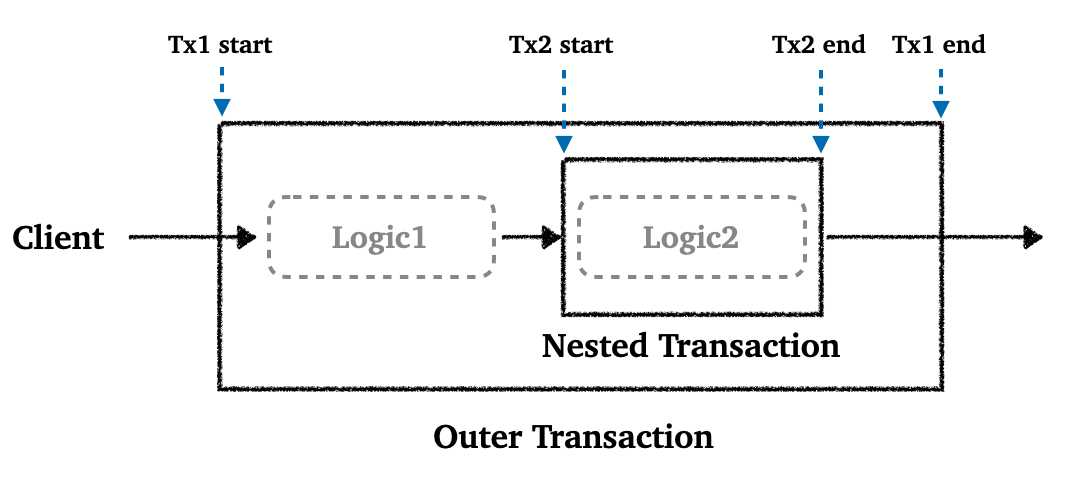 Tx1 start
Tx2 start
Tx2 end
Tx1 end
Client
Logic1
Logic2
Nested Transaction
Outer Transaction